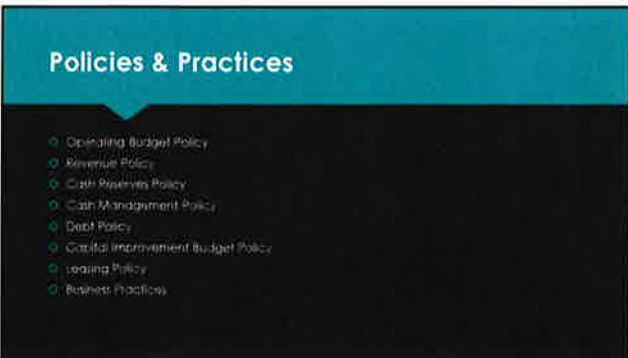 Policies & Practices
Operating Budget Policy
Revenue Policy
Cash Reserves Policy
Cash Management Policy
Debt Policy
Capital Improvement Budget Policy
Leasing Policy
Business Practices